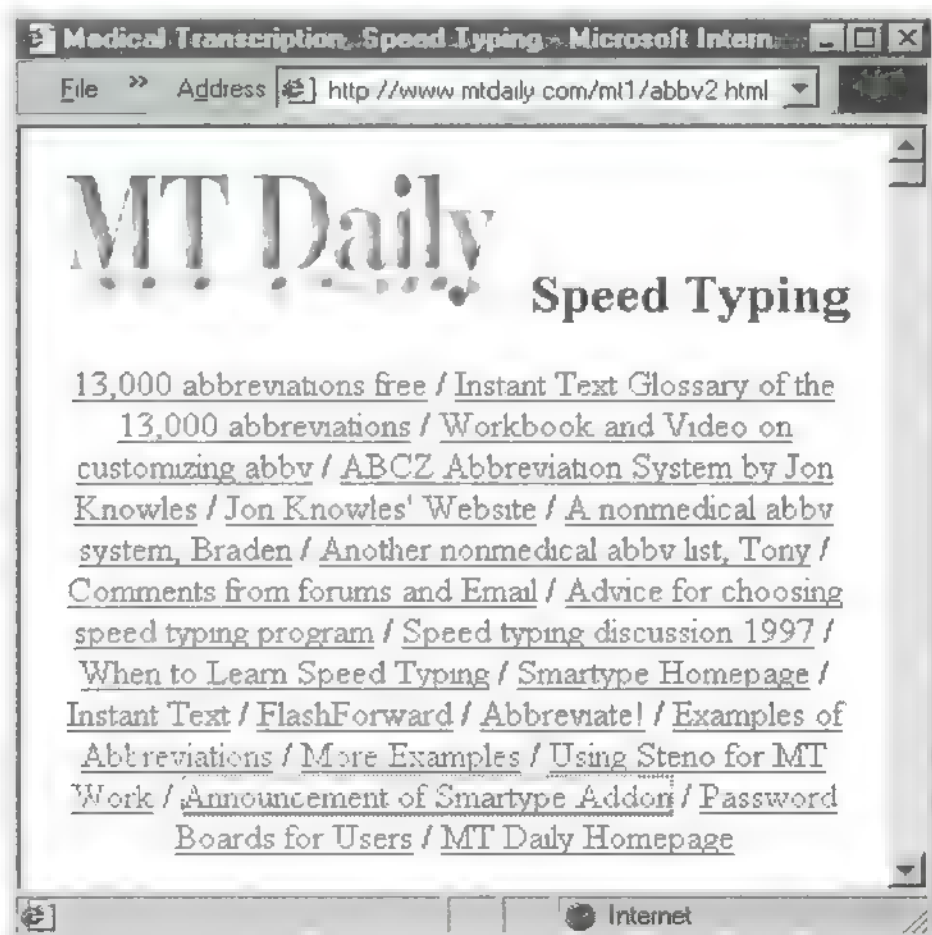 Medical Transcription, Speed Typing - Microsoft Intern
File » Address http //www mtdaily com/mt1/abbv2 html
MT Daily
Speed Typing
13,000 abbreviations free / Instant Text Glossary of the
13,000 abbreviations / Workbook and Video on
customizing abbv / ABCZ Abbreviation System by Jon
Knowles / Jon Knowles' Website / A nonmedical abbv
system, Braden / Another nonmedical abbv list, Tony /
Comments from forums and Email / Advice for choosing
speed typing program / Speed typing discussion 1997 /
When to Learn Speed Typing / Smartype Homepage /
Instant Text / FlashForward / Abbreviate! / Examples of
Abbreviations / More Examples / Using Steno for MT
Work / Announcement of Smartype Addon / Password
Boards for Users / MT Daily Homepage
Internet